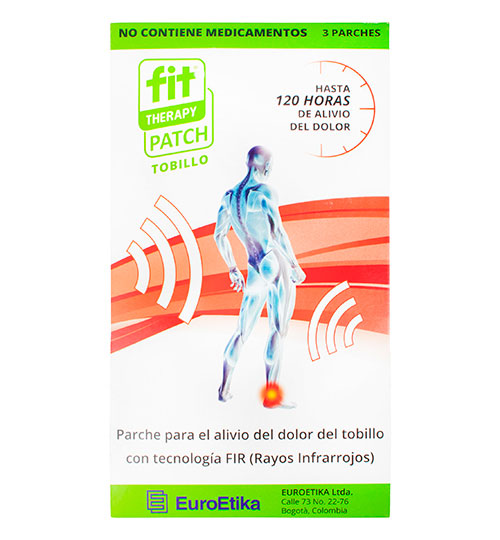 NO CONTIENE MEDICAMENTOS 3 PARCHES
fit
THERAPY
PATCH
TOBILLO
HASTA
120 HORAS
DE ALIVIO
DEL DOLOR
Parche para el alivio del dolor del tobillo
con tecnología FIR (Rayos Infrarrojos)
EuroEtika
EUROETIKA Ltda.
Calle 73 No. 22-76
Bogotà, Colombia